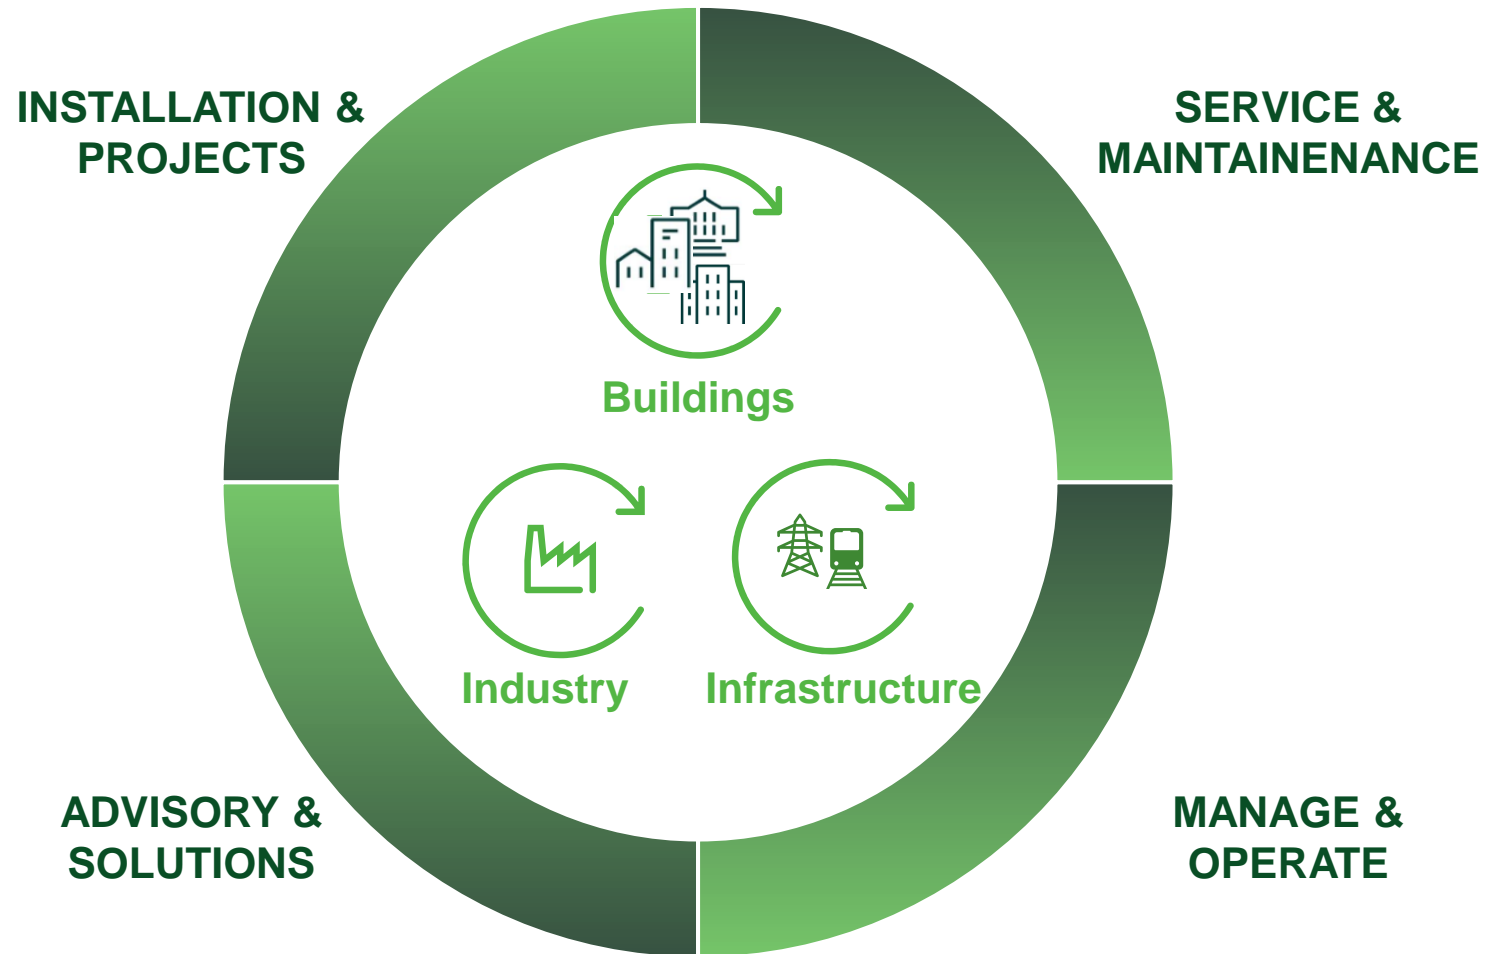 INSTALLATION &
PROJECTS
SERVICE &
MAINTAINENANCE
Buildings
Industry
Infrastructure
ADVISORY &
SOLUTIONS
MANAGE &
OPERATE